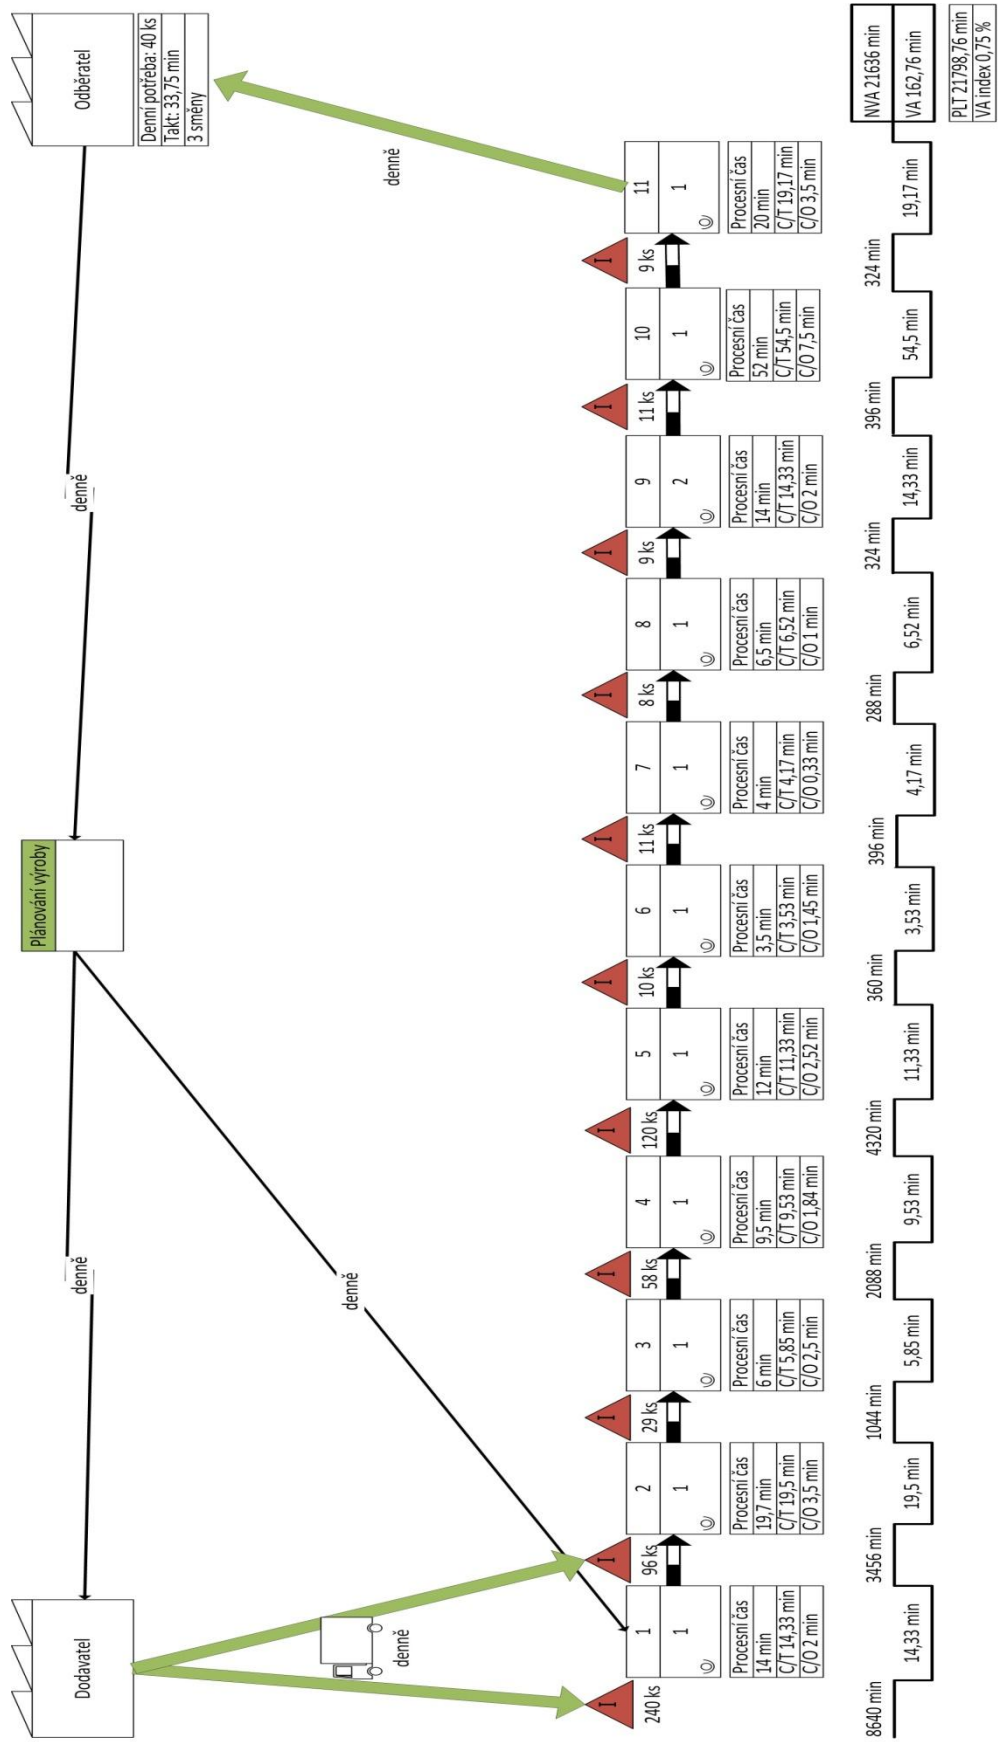 Dodavatel
denně
Plánování výroby
denně
Odběratel
Denní potřeba: 40 ks
Takt: 33,75 min
3 směny
denně
denně
denně
I
240 ks
1
1
Procesní čas
14 min
C/T 14,33 min
C/O 2 min
I
96 ks
2
1
Procesní čas
19,7 min
C/T 19,5 min
C/O 3,5 min
I
29 ks
3
1
Procesní čas
6 min
C/T 5,85 min
C/O 2,5 min
I
58 ks
4
1
Procesní čas
9,5 min
C/T 9,53 min
C/O 1,84 min
I
120 ks
5
1
Procesní čas
12 min
C/T 11,33 min
C/O 2,52 min
I
10 ks
6
1
Procesní čas
3,5 min
C/T 3,53 min
C/O 1,45 min
I
11 ks
7
1
Procesní čas
4 min
C/T 4,17 min
C/O 0,33 min
I
8 ks
8
1
Procesní čas
6,5 min
C/T 6,52 min
C/O 1 min
I
9 ks
9
2
Procesní čas
14 min
C/T 14,33 min
C/O 2 min
I
11 ks
10
1
Procesní čas
52 min
C/T 54,5 min
C/O 7,5 min
I
9 ks
11
1
Procesní čas
20 min
C/T 19,17 min
C/O 3,5 min
8640 min
14,33 min
3456 min
19,5 min
1044 min
5,85 min
2088 min
9,53 min
4320 min
11,33 min
360 min
3,53 min
396 min
4,17 min
288 min
6,52 min
324 min
14,33 min
396 min
54,5 min
324 min
19,17 min
NVA 21636 min
VA 162,76 min
PLT 21798,76 min
VA index 0,75 %